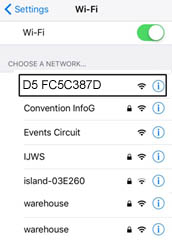 Settings
Wi-Fi
Wi-Fi
CHOOSE A NETWORK...
D5 FC5C387D
Convention InfoG
Events Circuit
IJWS
island-03E260
warehouse
warehouse